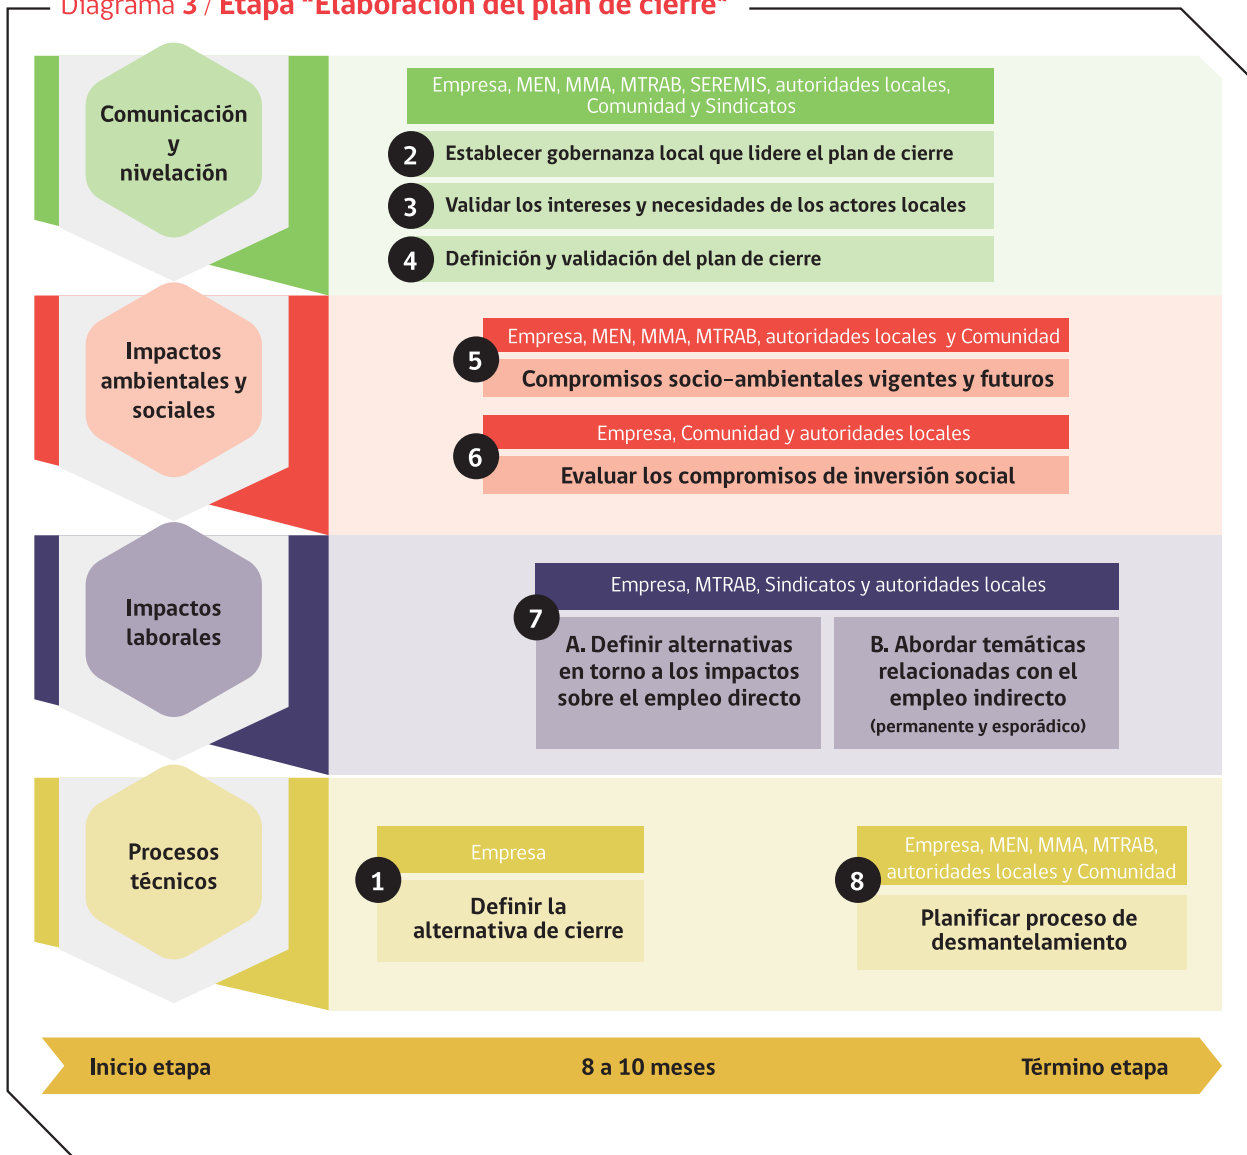 Diagrama 3 / Etapa "Elaboración del plan de cierre"
Comunicación
y
nivelación
Empresa, MEN, MMA, MTRAB, SEREMIS, autoridades locales,
Comunidad y Sindicatos
2 Establecer gobernanza local que lidere el plan de cierre
3 Validar los intereses y necesidades de los actores locales
4 Definición y validación del plan de cierre
Impactos
ambientales y
sociales
5
Empresa, MEN, MMA, MTRAB, autoridades locales y Comunidad
Compromisos socio-ambientales vigentes y futuros
6
Empresa, Comunidad y autoridades locales
Evaluar los compromisos de inversión social
Impactos
laborales
7
Empresa, MTRAB, Sindicatos y autoridades locales
A. Definir alternativas
en torno a los impactos
sobre el empleo directo
B. Abordar temáticas
relacionadas con el
empleo indirecto
(permanente y esporádico)
Procesos
técnicos
1
Empresa
Definir la
alternativa de cierre
8
Empresa, MEN, MMA, MTRAB,
autoridades locales y Comunidad
Planificar proceso de
desmantelamiento
Inicio etapa
8 a 10 meses
Término etapa